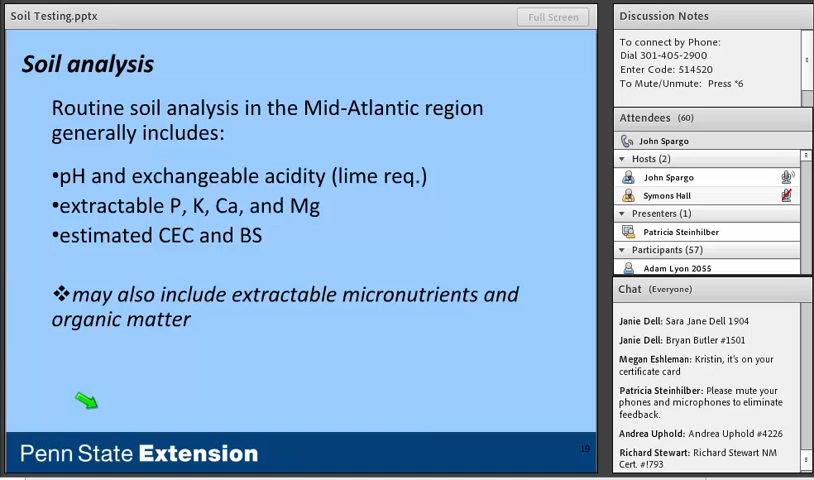 Soil Testing.pptx
Full Screen
Soil analysis
Routine soil analysis in the Mid-Atlantic region
generally includes:
•pH and exchangeable acidity (lime req.)
•extractable P, K, Ca, and Mg
•estimated CEC and BS
❖may also include extractable micronutrients and
organic matter
Penn State Extension
19
Discussion Notes
To connect by Phone:
Dial 301-405-2900
Enter Code: 514520
To Mute/Unmute: Press *6
Attendees (60)
John Spargo
Hosts (2)
John Spargo
Symons Hall
Presenters (1)
Patricia Steinhilber
Participants (57)
Adam Lyon 2055
Chat (Everyone)
Janie Dell: Sara Jane Dell 1904
Janie Dell: Bryan Butler #1501
Megan Eshleman: Kristin, it's on your
certificate card
Patricia Steinhilber: Please mute your
phones and microphones to eliminate
feedback.
Andrea Uphold: Andrea Uphold #4226
Richard Stewart: Richard Stewart NM
Cert. #!793